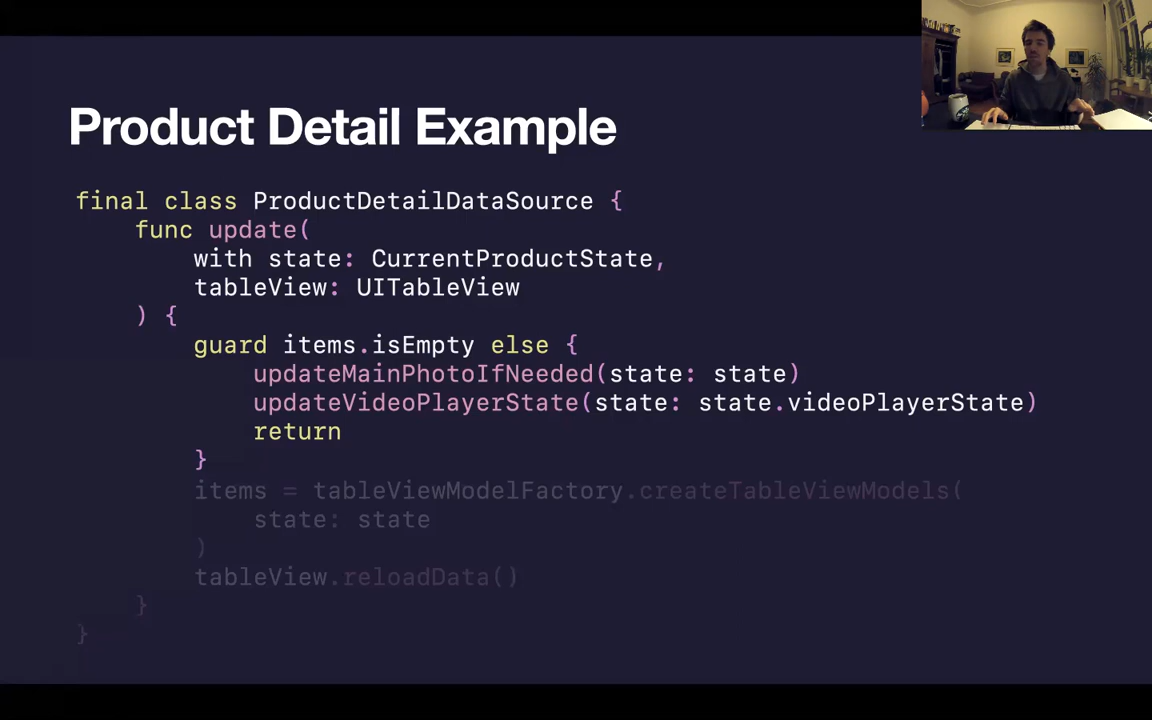 Product Detail Example
final class ProductDetailDataSource {
func update(
with state: CurrentProductState,
tableView: UITableView
) {
guard items.isEmpty else {
updateMainPhotoIfNeeded(state: state)
updateVideoPlayerState(state: state.videoPlayerState)
return
}
items = tableViewModelFactory.createTableViewModels(
state: state
)
tableView.reloadData()
}
}